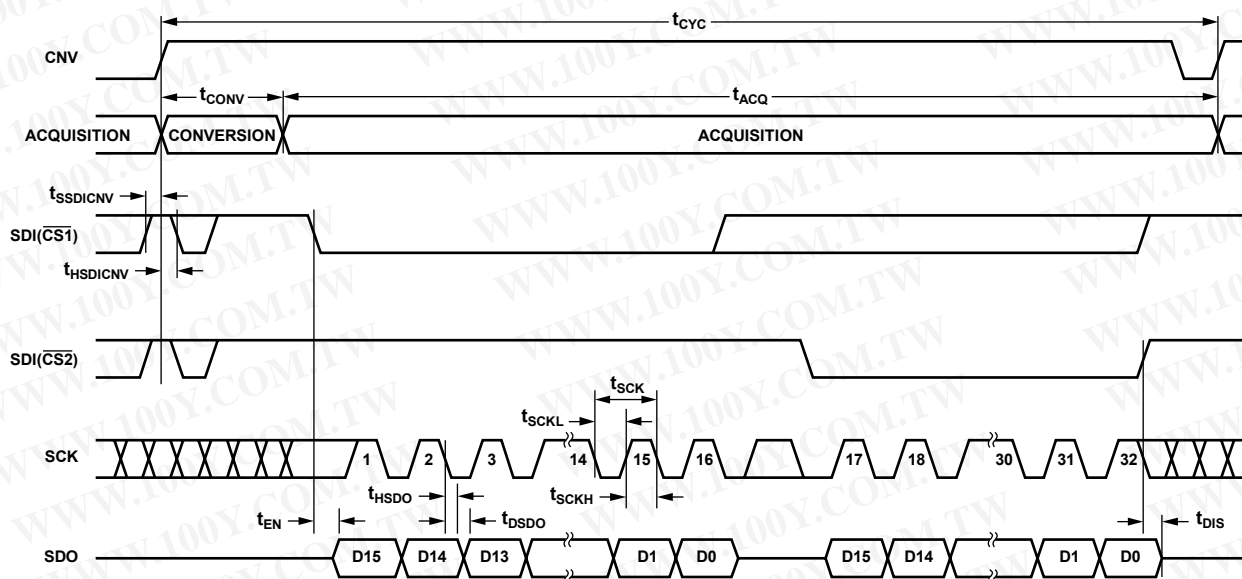 tCYC
CNV
tCONV
tACQ
ACQUISITION CONVERSION ACQUISITION
tSSDICNV
SDI(CS1)
tHSDICNV
SDI(CS2)
tSCK
tSCKL
SCK 1 2 3 14 15 16 17 18 30 31 32
tHSDO tSCKH
tEN tDSDO tDIS
SDO D15 D14 D13 D1 D0 D15 D14 D1 D0
WWW.100Y.COM.TW